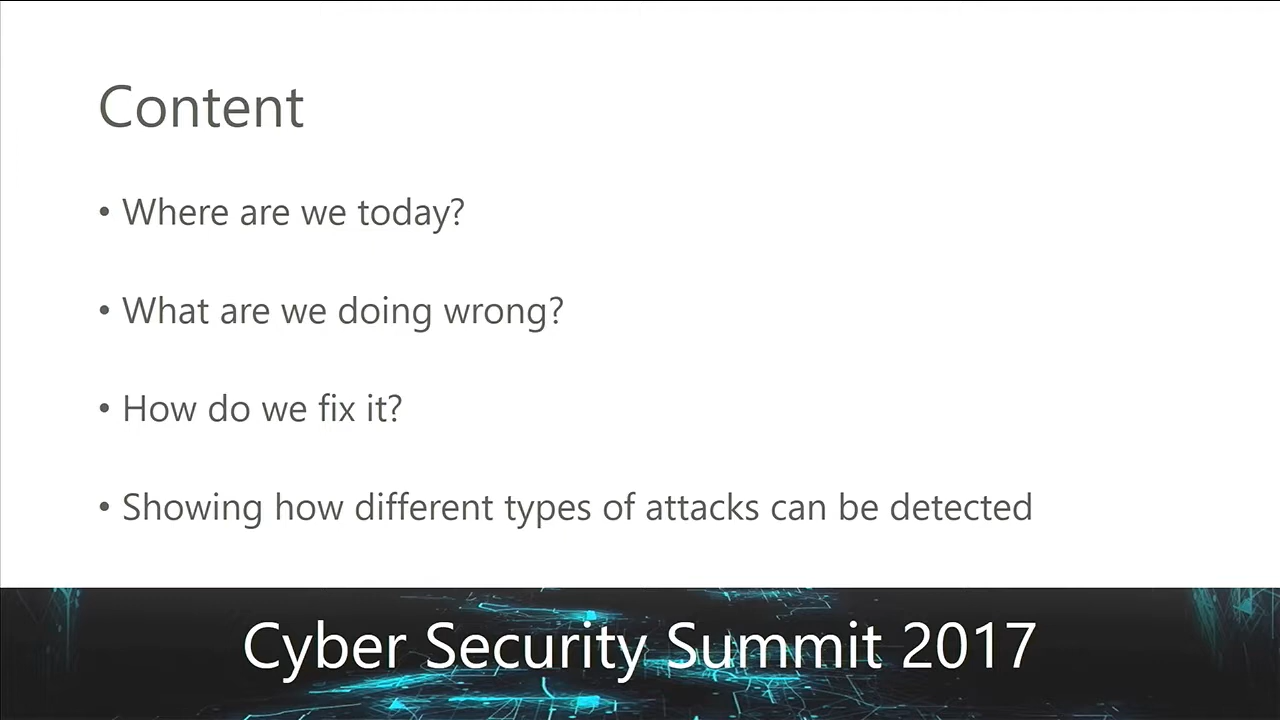 Content
• Where are we today?
• What are we doing wrong?
• How do we fix it?
• Showing how different types of attacks can be detected
Cyber Security Summit 2017